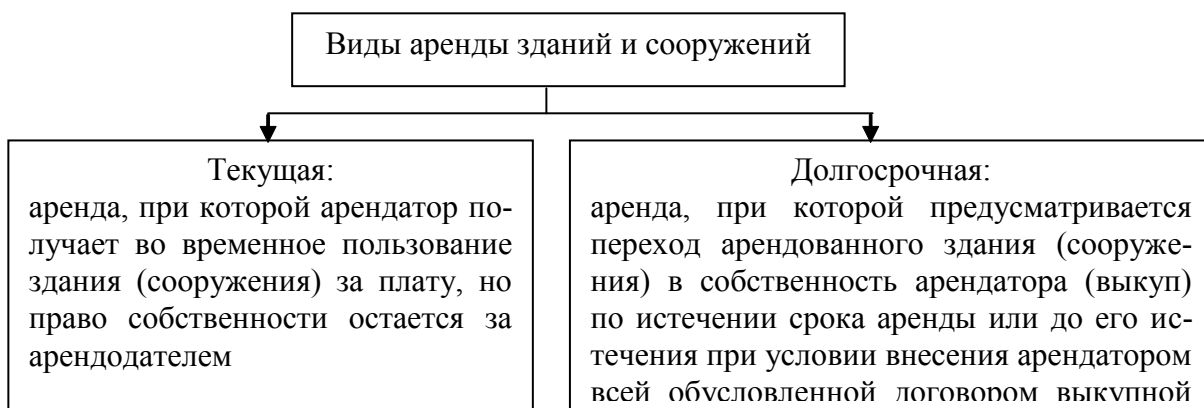 Виды аренды зданий и сооружений
Текущая:
аренда, при которой арендатор по-
лучает во временное пользование
здания (сооружения) за плату, но
право собственности остается за
арендодателем
Долгосрочная:
аренда, при которой предусматривается
переход арендованного здания (сооруже-
ния) в собственность арендатора (выкуп)
по истечении срока аренды или до его ис-
течения при условии внесения арендатором
всей обусловленной договором выкупной